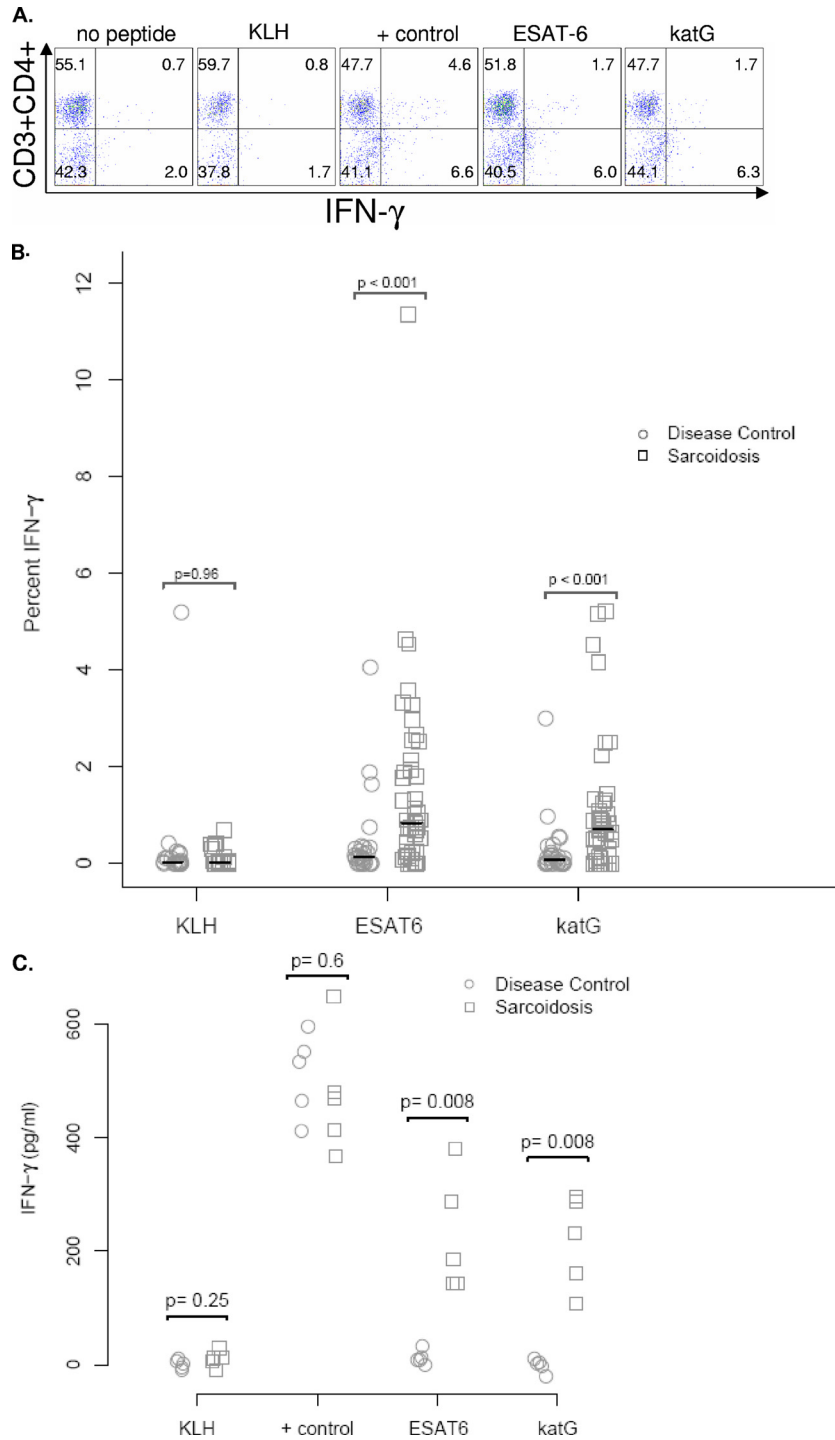 A.
no peptide KLH + control ESAT-6 katG
55.1 0.7 59.7 0.8 47.7 4.6 51.8 1.7 47.7 1.7
CD3+CD4+
42.3 2.0 37.8 1.7 41.1 6.6 40.5 6.0 44.1 6.3
IFN-γ
B.
12
p < 0.001
10
Disease Control
Sarcoidosis
8
Percent IFN-γ
6
p=0.96
p < 0.001
4
2
0
KLH ESAT6 katG
C.
p= 0.6
Disease Control
Sarcoidosis
600
p= 0.008
400
p= 0.008
IFN-γ (pg/ml)
200
p= 0.25
0
KLH + control ESAT6 katG